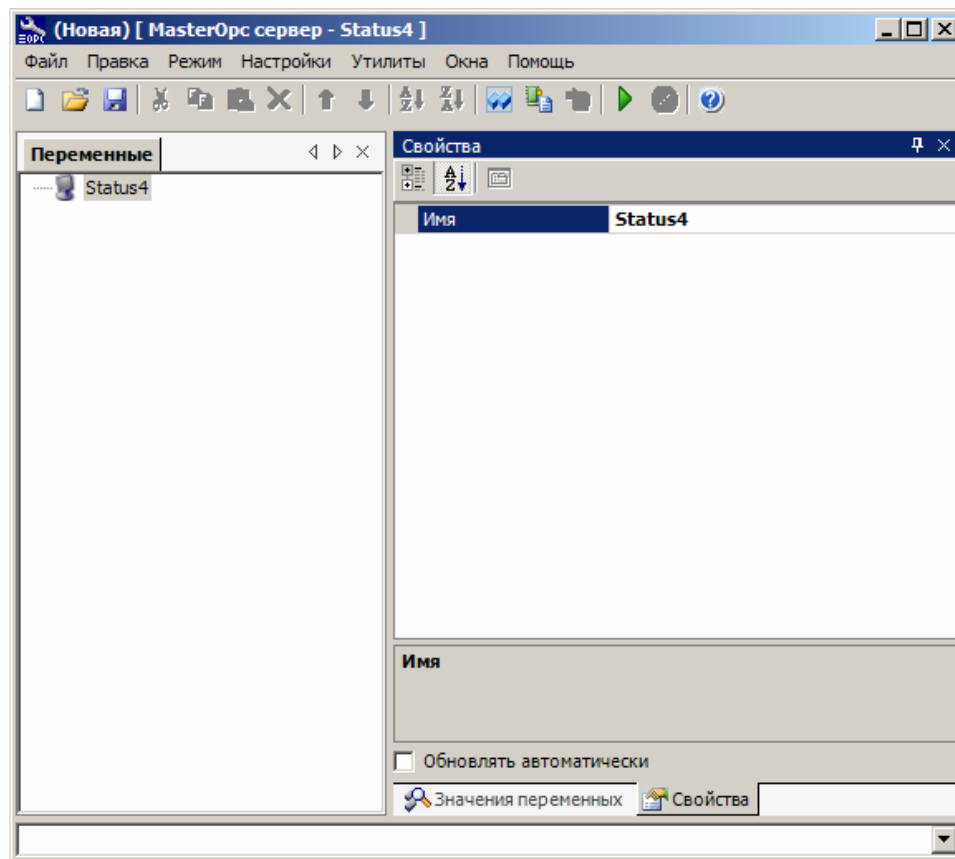 (Новая) [ MasterOpc сервер - Status4 ]
Файл Правка Режим Настройки Утилиты Окна Помощь
Переменные
Свойства
Status4
Имя Status4
Имя
Обновлять автоматически
Значения переменных Свойства